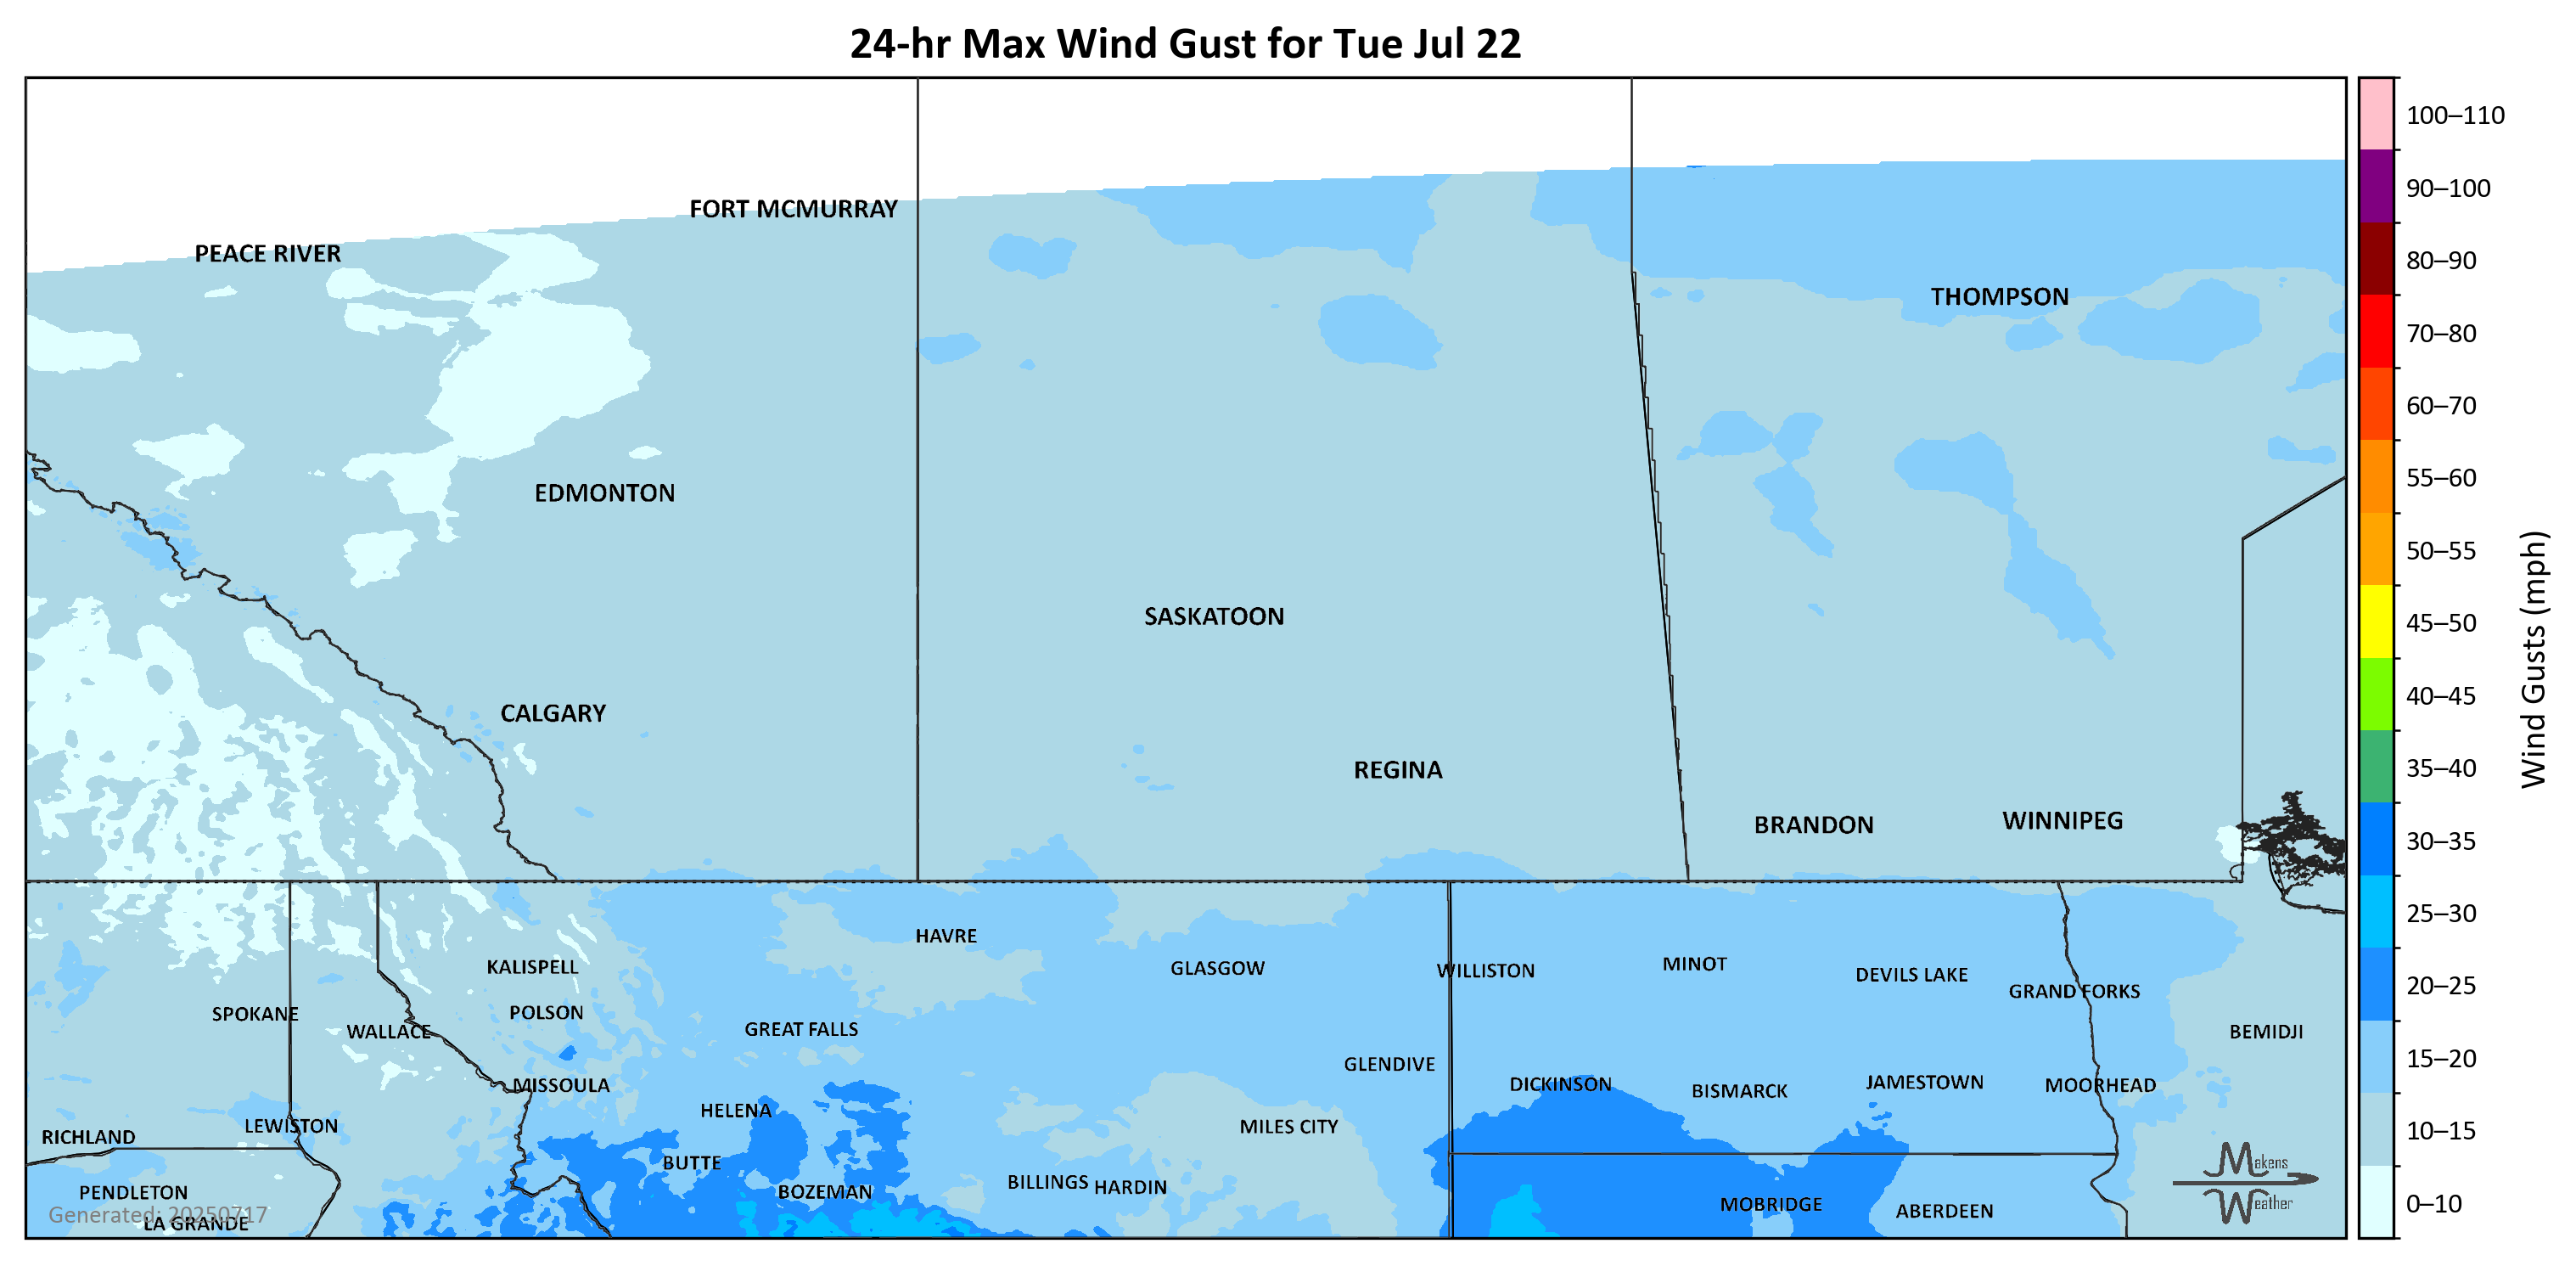 24-hr Max Wind Gust for Tue Jul 22
100–110
90–100
80–90
70–80
60–70
55–60
50–55
45–50
40–45
35–40
30–35
25–30
20–25
15–20
10–15
0–10
Wind Gusts (mph)
FORT MCMURRAY
PEACE RIVER
THOMPSON
EDMONTON
SASKATOON
CALGARY
REGINA
BRANDON
WINNIPEG
HAVRE
KALISPELL
GLASGOW
WILLISTON
MINOT
DEVILS LAKE
GRAND FORKS
SPOKANE
POLSON
WALLACE
GREAT FALLS
BEMIDJI
GLENDIVE
MISSOULA
DICKINSON
BISMARCK
JAMESTOWN
MOORHEAD
HELENA
LEWISTON
MILES CITY
RICHLAND
BUTTE
BOZEMAN
BILLINGS
HARDIN
PENDLETON
MOBRIDGE
ABERDEEN
LA GRANDE
Generated: 20250717
Makens
Weather